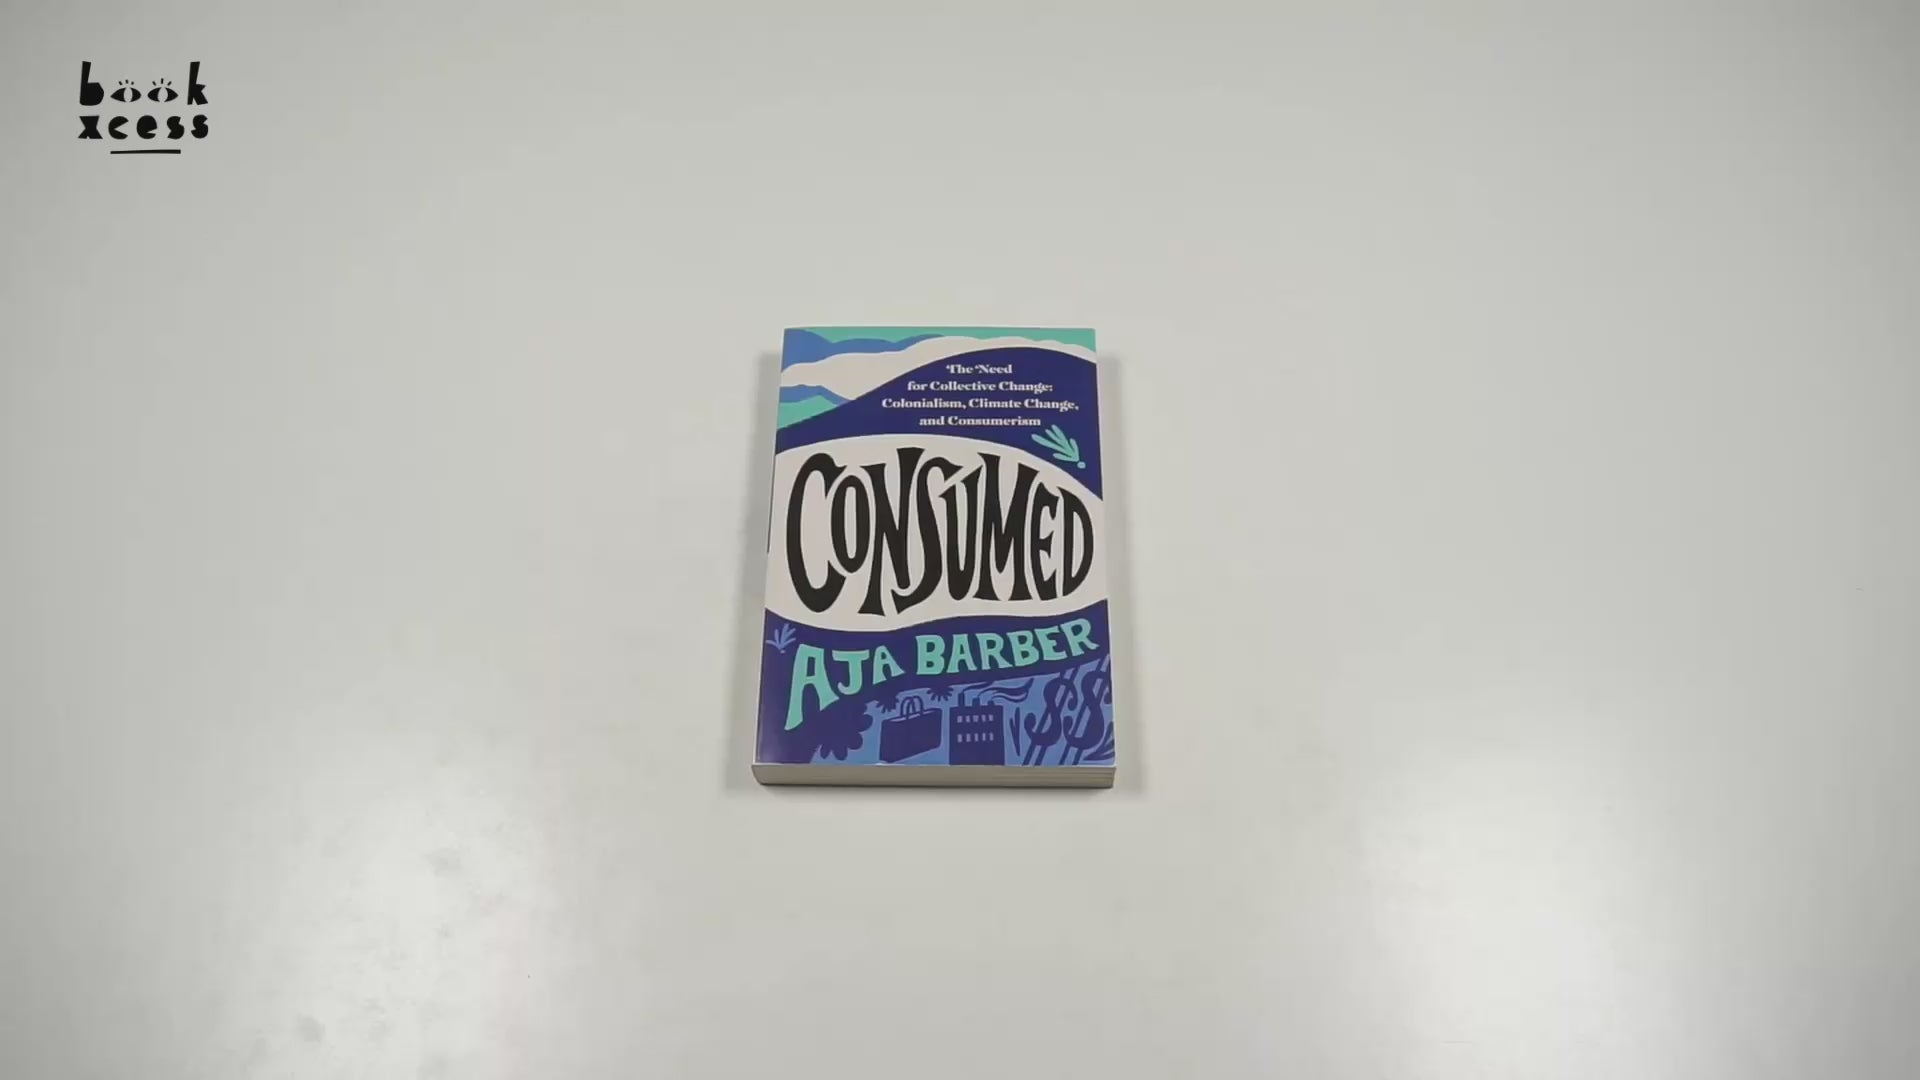 book
xcess
The Need
for Collective Change:
Colonialism, Climate Change,
and Consumerism
CONSUMED
AJA BARBER